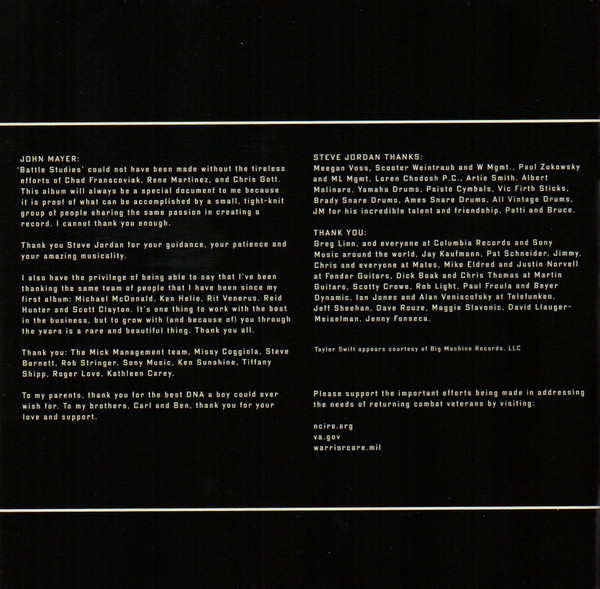 JOHN MAYER:
'Battle Studies' could not have been made without the tireless
efforts of Chad Franscoviak, Rene Martinez, and Chris Gott.
This album will always be a special document to me because
it is proof of what can be accomplished by a small, tight-knit
group of people sharing the same passion in creating a
record. I cannot thank you enough.
Thank you Steve Jordan for your guidance, your patience and
your amazing musicality.
I also have the privilege of being able to say that I've been
thanking the same team of people that I have been since my
first album: Michael McDonald, Ken Helie, Rit Venerus, Reid
Hunter and Scott Clayton. It's one thing to work with the best
in the business, but to grow with (and because of) you through
the years is a rare and beautiful thing. Thank you all.
Thank you: The Mick Management team, Missy Coggiola, Steve
Barnett, Rob Stringer, Sony Music, Ken Sunshine, Tiffany
Shipp, Roger Love, Kathleen Carey.
To my parents, thank you for the best DNA a boy could ever
wish for. To my brothers, Carl and Ben, thank you for your
love and support.
STEVE JORDAN THANKS:
Meegan Voss, Scooter Weintraub and W Mgmt., Paul Zukowsky
and ML Mgmt. Loren Chodosh P.C., Artie Smith, Albert
Molinaro, Yamaha Drums, Paiste Cymbals, Vic Firth Sticks,
Brady Snare Drums, Ames Snare Drums, All Vintage Drums,
JM for his incredible talent and friendship, Patti and Bruce.
THANK YOU:
Greg Linn, and everyone at Columbia Records and Sony
Music around the world, Jay Kaufmann, Pat Schneider, Jimmy,
Chris and everyone at Mates, Mike Eldred and Justin Norvell
at Fender Guitars, Dick Boak and Chris Thomas at Martin
Guitars, Scotty Crowe, Rob Light, Paul Froula and Beyer
Dynamic, Ian Jones and Alan Veniscofsky at Telefunken,
Jeff Sheehan, Dave Rouze, Maggie Slavonic, David Llauger-
Meiselman, Jenny Fonseca.
Taylor Swift appears courtesy of Big Machine Records, LLC
Please support the important efforts being made in addressing
the needs of returning combat veterans by visiting:
ncire.org
va.gov
warriorcare.mil